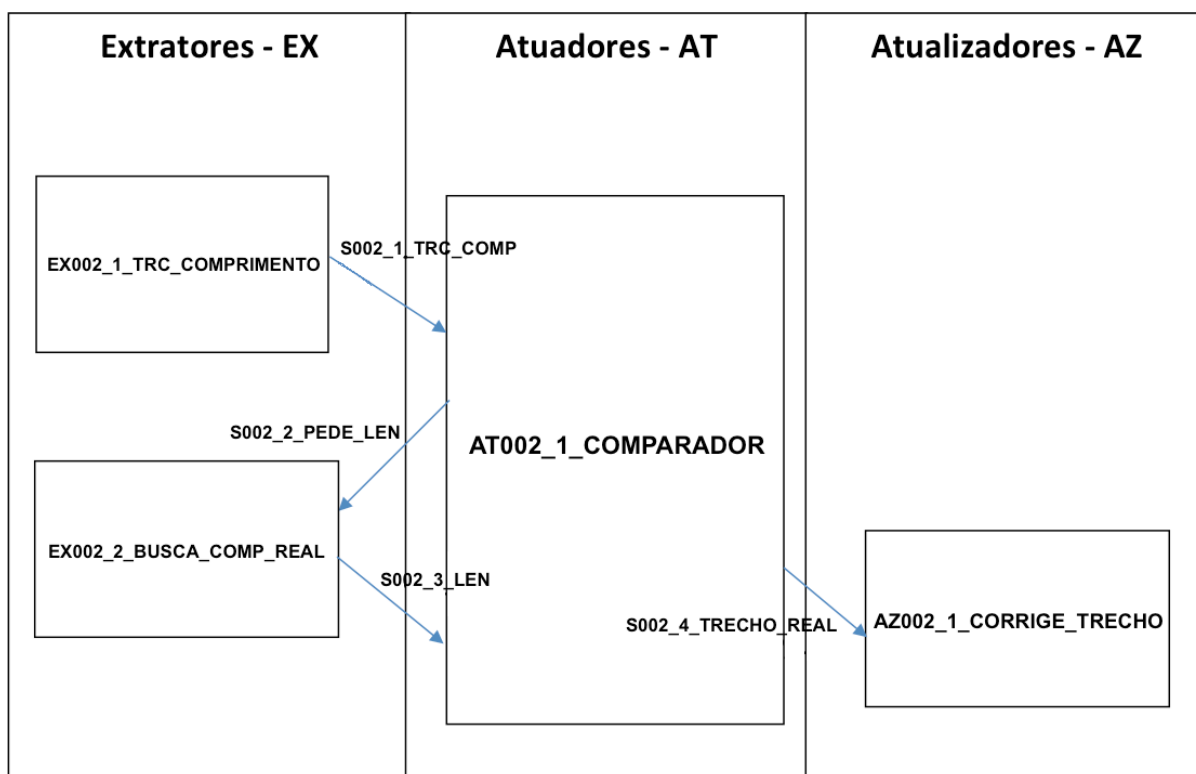 Extratores - EX
Atuadores - AT
Atualizadores - AZ
S002_1_TRC_COMP
EX002_1_TRC_COMPRIMENTO
S002_2_PEDE_LEN
AT002_1_COMPARADOR
EX002_2_BUSCA_COMP_REAL
S002_3_LEN
S002_4_TRECHO_REAL
AZ002_1_CORRIGE_TRECHO